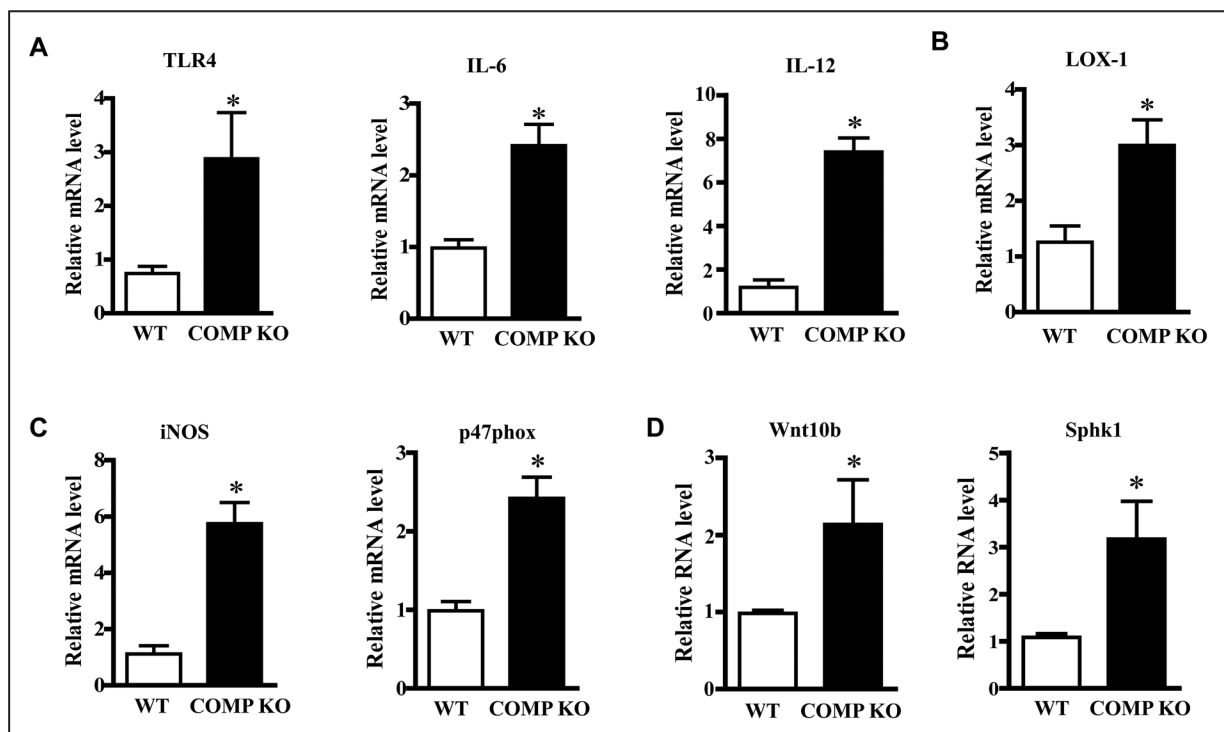 A
TLR4
Relative mRNA level
4
3
2
1
0
*
WT COMP KO
IL-6
Relative mRNA level
3
2
1
0
*
WT COMP KO
IL-12
Relative mRNA level
10
8
6
4
2
0
*
WT COMP KO
B
LOX-1
Relative mRNA level
4
3
2
1
0
*
WT COMP KO
C
iNOS
Relative mRNA level
8
6
4
2
0
*
WT COMP KO
p47phox
Relative mRNA level
3
2
1
0
*
WT COMP KO
D
Wnt10b
Relative RNA level
3
2
1
0
*
WT COMP KO
Sphk1
Relative RNA level
5
4
3
2
1
0
*
WT COMP KO